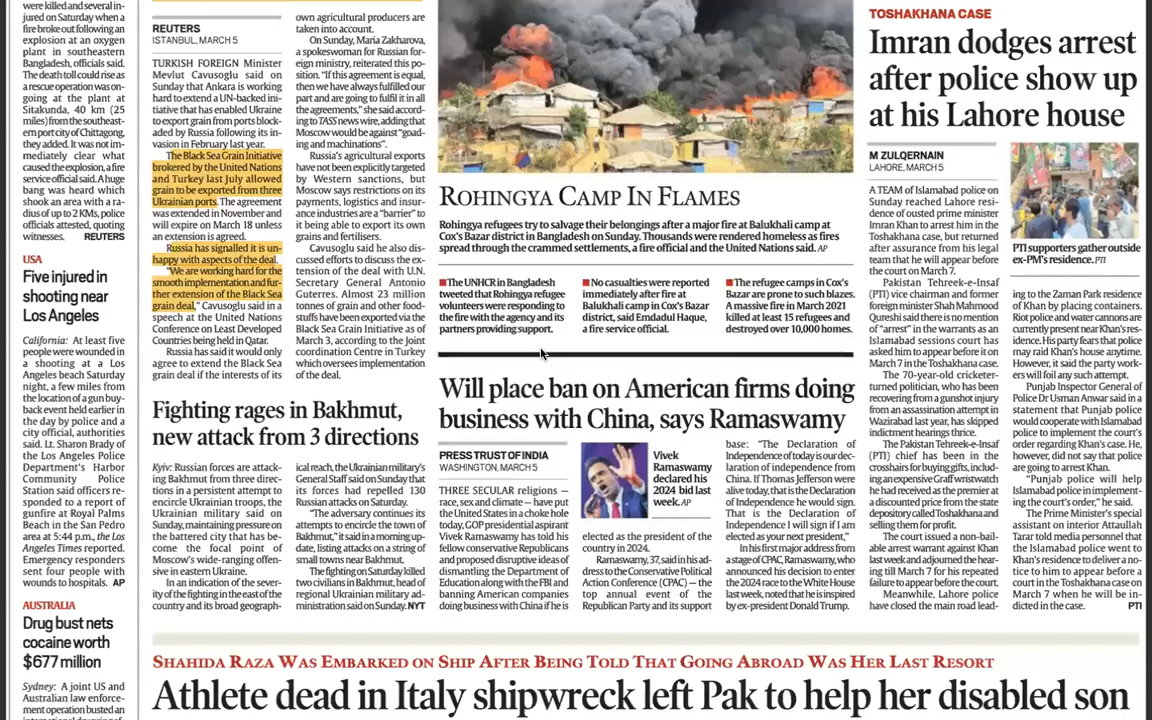 were killed and several in-
jured on Saturday when a
fire broke out following an
explosion at an oxygen
plant in southeastern
Bangladesh, officials said.
The death toll could rise as
a rescue operation was on-
going at the plant at
Sitakunda, 40 km (25
miles) from the southeast-
ern port city of Chittagong,
they added. It was not im-
mediately clear what
caused the explosion, a fire
service official said. A huge
bang was heard which
shook an area with a ra-
dius of up to 2 KMs, police
officials attested, quoting
witnesses. REUTERS
USA
Five injured in
shooting near
Los Angeles
California: At least five
people were wounded in
a shooting at a Los
Angeles beach Saturday
night, a few miles from
the location of a gun buy-
back event held earlier in
the day by police and a
city official, authorities
said. Lt. Sharon Brady of
the Los Angeles Police
Department's Harbor
Community Police
Station said officers re-
sponded to a report of
gunfire at Royal Palms
Beach in the San Pedro
area at 5:44 p.m., the Los
Angeles Times reported.
Emergency responders
sent four people with
wounds to hospitals. AP
AUSTRALIA
Drug bust nets
cocaine worth
$677 million
Sydney: A joint US and
Australian law enforce-
ment operation busted an
REUTERS
ISTANBUL, MARCH 5
TURKISH FOREIGN Minister
Mevlut Cavusoglu said on
Sunday that Ankara is working
hard to extend a UN-backed ini-
tiative that has enabled Ukraine
to export grain from ports block-
aded by Russia following its in-
vasion in February last year.
The Black Sea Grain Initiative
brokered by the United Nations
and Turkey last July allowed
grain to be exported from three
Ukrainian ports. The agreement
was extended in November and
will expire on March 18 unless
an extension is agreed.
Russia has signalled it is un-
happy with aspects of the deal.
"We are working hard for the
smooth implementation and fur-
ther extension of the Black Sea
grain deal," Cavusoglu said in a
speech at the United Nations
Conference on Least Developed
Countries being held in Qatar.
Russia has said it would only
agree to extend the Black Sea
grain deal if the interests of its
own agricultural producers are
taken into account.
On Sunday, Maria Zakharova,
a spokeswoman for Russian for-
eign ministry, reiterated this po-
sition. "If this agreement is equal,
then we have always fulfilled our
part and are going to fulfil it in all
the agreements," she said accord-
ing to TASS news wire, adding that
Moscow would be against "goad-
ing and machinations".
Russia's agricultural exports
have not been explicitly targeted
by Western sanctions, but
Moscow says restrictions on its
payments, logistics and insur-
ance industries are a "barrier" to
it being able to export its own
grains and fertilisers.
Cavusoglu said he also dis-
cussed efforts to discuss the ex-
tension of the deal with U.N.
Secretary General Antonio
Guterres. Almost 23 million
tonnes of grain and other food-
stuffs have been exported via the
Black Sea Grain Initiative as of
March 3, according to the Joint
coordination Centre in Turkey
which oversees implementation
of the deal.
Fighting rages in Bakhmut,
new attack from 3 directions
Kyiv: Russian forces are attack-
ing Bakhmut from three direc-
tions in a persistent attempt to
encircle Ukrainian troops, the
Ukrainian military said on
Sunday, maintaining pressure on
the battered city that has be-
come the focal point of
Moscow's wide-ranging offen-
sive in eastern Ukraine.
In an indication of the sever-
ity of the fighting in the east of the
country and its broad geograph-
ical reach, the Ukrainian military's
General Staff said on Sunday that
its forces had repelled 130
Russian attacks on Saturday.
"The adversary continues its
attempts to encircle the town of
Bakhmut," it said in a morning up-
date, listing attacks on a string of
small towns near Bakhmut.
The fighting on Saturday killed
two civilians in Bakhmut, head of
regional Ukrainian military ad-
ministration said on Sunday. NYT
ROHINGYA CAMP IN FLAMES
Rohingya refugees try to salvage their belongings after a major fire at Balukhali camp at
Cox's Bazar district in Bangladesh on Sunday. Thousands were rendered homeless as fires
spread through the crammed settlements, a fire official and the United Nations said. AP
The UNHCR in Bangladesh
tweeted that Rohingya refugee
volunteers were responding to
the fire with the agency and its
partners providing support.
No casualties were reported
immediately after fire at
Balukhali camp in Cox's Bazar
district, said Emdadul Haque,
a fire service official.
The refugee camps in Cox's
Bazar are prone to such blazes.
A massive fire in March 2021
killed at least 15 refugees and
destroyed over 10,000 homes.
Will place ban on American firms doing
business with China, says Ramaswamy
PRESS TRUST OF INDIA
WASHINGTON, MARCH 5
THREE SECULAR religions —
race, sex and climate — have put
the United States in a choke hole
today, GOP presidential aspirant
Vivek Ramaswamy has told his
fellow conservative Republicans
and proposed disruptive ideas of
dismantling the Department of
Education along with the FBI and
banning American companies
doing business with China if he is
Vivek
Ramaswamy
declared his
2024 bid last
week. AP
elected as the president of the
country in 2024.
Ramaswamy, 37, said in his ad-
dress to the Conservative Political
Action Conference (CPAC) — the
top annual event of the
Republican Party and its support
base: "The Declaration of
Independence of today is our dec-
laration of independence from
China. If Thomas Jefferson were
alive today, that is the Declaration
of Independence he would sign.
That is the Declaration of
Independence I will sign if I am
elected as your next president,"
In his first major address from
a stage of CPAC, Ramaswamy, who
announced his decision to enter
the 2024 race to the White House
last week, noted that he is inspired
by ex-president Donald Trump.
TOSHAKHANA CASE
Imran dodges arrest
after police show up
at his Lahore house
M ZULQERNAIN
LAHORE, MARCH 5
A TEAM of Islamabad police on
Sunday reached Lahore resi-
dence of ousted prime minister
Imran Khan to arrest him in the
Toshakhana case, but returned
after assurance from his legal
team that he will appear before
the court on March 7.
Pakistan Tehreek-e-Insaf
(PTI) vice chairman and former
foreign minister Shah Mahmood
Qureshi said there is no mention
of "arrest" in the warrants as an
Islamabad sessions court has
asked him to appear before it on
March 7 in the Toshakhana case.
The 70-year-old cricketer-
turned politician, who has been
recovering from a gunshot injury
from an assassination attempt in
Wazirabad last year, has skipped
indictment hearings thrice.
The Pakistan Tehreek-e-Insaf
(PTI) chief has been in the
crosshairs for buying gifts, includ-
ing an expensive Graff wristwatch
he had received as the premier at
a discounted price from the state
depository called Toshakhana and
selling them for profit.
The court issued a non-bail-
able arrest warrant against Khan
last week and adjourned the hear-
ing till March 7 for his repeated
failure to appear before the court.
Meanwhile, Lahore police
have closed the main road lead-
PTI supporters gather outside
ex-PM's residence. PTI
ing to the Zaman Park residence
of Khan by placing containers.
Riot police and water cannons are
currently present near Khan's res-
idence. His party fears that police
may raid Khan's house anytime.
However, it said the party work-
ers will foil any such attempt.
Punjab Inspector General of
Police Dr Usman Anwar said in a
statement that Punjab police
would cooperate with Islamabad
police to implement the court's
order regarding Khan's case. He,
however, did not say that police
are going to arrest Khan.
"Punjab police will help
Islamabad police in implement-
ing the court's order," he said.
The Prime Minister's special
assistant on interior Attaullah
Tarar told media personnel that
the Islamabad police went to
Khan's residence to deliver a no-
tice to him to appear before a
court in the Toshakhana case on
March 7 when he will be in-
dicted in the case. PTI
SHAHIDA RAZA WAS EMBARKED ON SHIP AFTER BEING TOLD THAT GOING ABROAD WAS HER LAST RESORT
Athlete dead in Italy shipwreck left Pak to help her disabled son